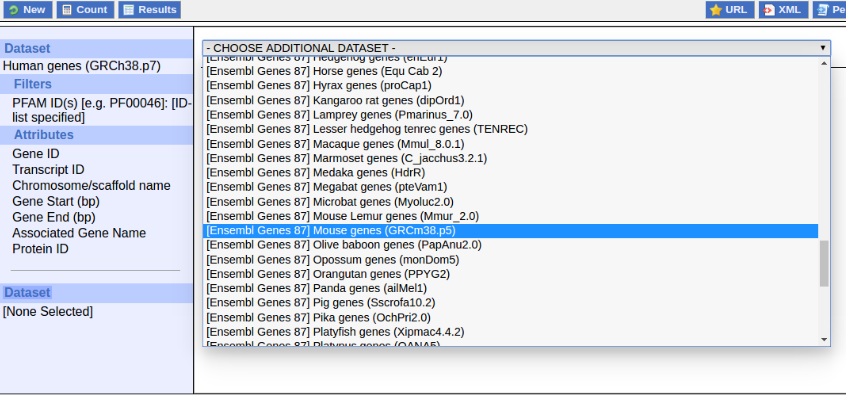 New Count Results URL XML Pe
Dataset
Human genes (GRCh38.p7)
Filters
PFAM ID(s) [e.g. PF00046]: [ID-
list specified]
Attributes
Gene ID
Transcript ID
Chromosome/scaffold name
Gene Start (bp)
Gene End (bp)
Associated Gene Name
Protein ID
Dataset
[None Selected]
- CHOOSE ADDITIONAL DATASET -
[Ensembl Genes 87] Hedgehog genes (eriEur1)
[Ensembl Genes 87] Horse genes (Equ Cab 2)
[Ensembl Genes 87] Hyrax genes (proCap1)
[Ensembl Genes 87] Kangaroo rat genes (dipOrd1)
[Ensembl Genes 87] Lamprey genes (Pmarinus_7.0)
[Ensembl Genes 87] Lesser hedgehog tenrec genes (TENREC)
[Ensembl Genes 87] Macaque genes (Mmul_8.0.1)
[Ensembl Genes 87] Marmoset genes (C_jacchus3.2.1)
[Ensembl Genes 87] Medaka genes (HdrR)
[Ensembl Genes 87] Megabat genes (pteVam1)
[Ensembl Genes 87] Microbat genes (Myoluc2.0)
[Ensembl Genes 87] Mouse Lemur genes (Mmur_2.0)
[Ensembl Genes 87] Mouse genes (GRCm38.p5)
[Ensembl Genes 87] Olive baboon genes (PapAnu2.0)
[Ensembl Genes 87] Opossum genes (monDom5)
[Ensembl Genes 87] Orangutan genes (PPYG2)
[Ensembl Genes 87] Panda genes (ailMel1)
[Ensembl Genes 87] Pig genes (Sscrofa10.2)
[Ensembl Genes 87] Pika genes (OchPri2.0)
[Ensembl Genes 87] Platyfish genes (Xipmac4.4.2)
[Ensembl Genes 87] Platypus genes (OANA5)